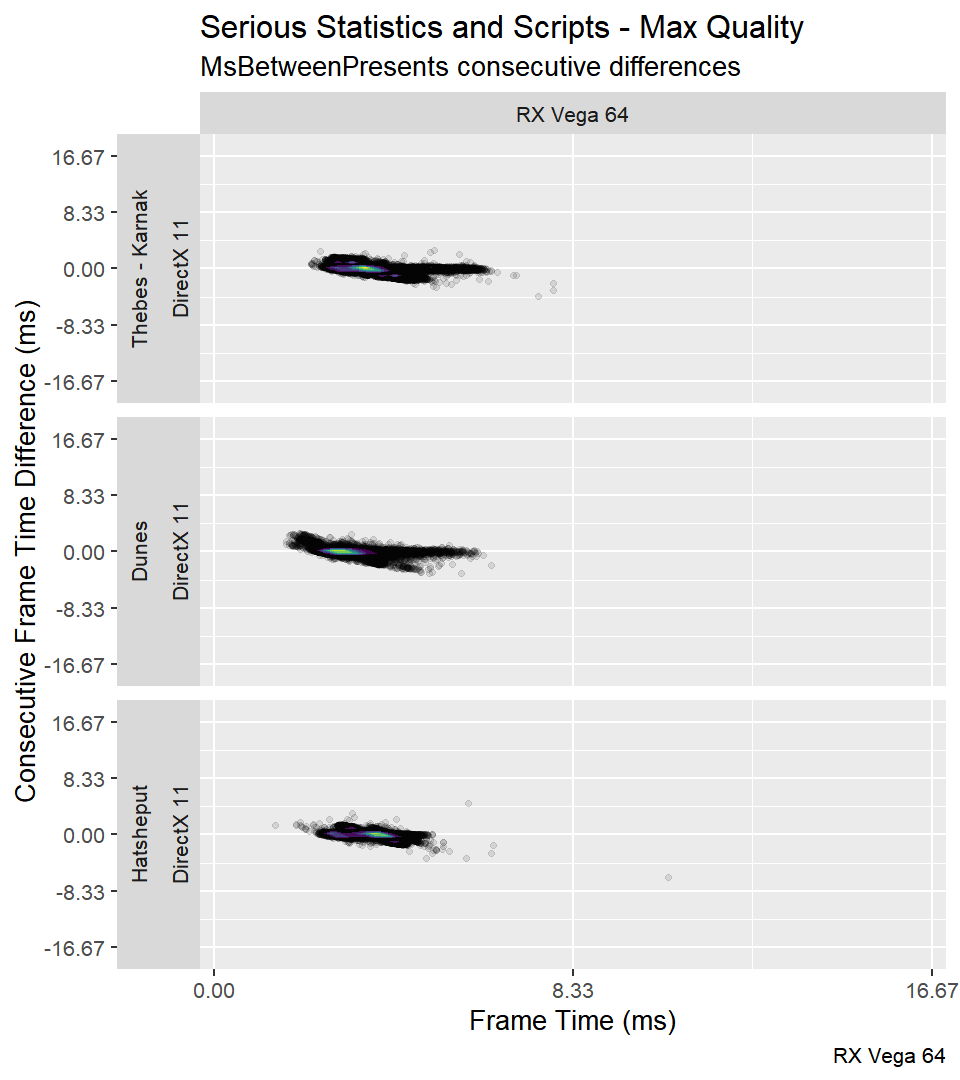 Serious Statistics and Scripts - Max Quality
MsBetweenPresents consecutive differences
RX Vega 64
Consecutive Frame Time Difference (ms)
Thebes - Karnak
DirectX 11
16.67
8.33
0.00
-8.33
-16.67
Dunes
DirectX 11
16.67
8.33
0.00
-8.33
-16.67
Hatsheput
DirectX 11
16.67
8.33
0.00
-8.33
-16.67
0.00 8.33 16.67
Frame Time (ms)
RX Vega 64